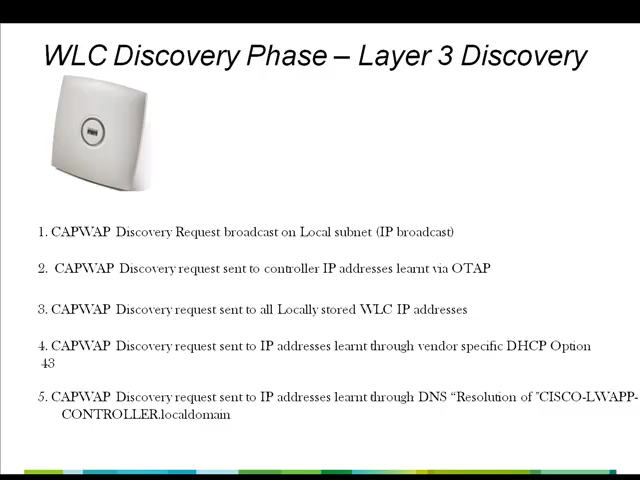 WLC Discovery Phase – Layer 3 Discovery
1. CAPWAP Discovery Request broadcast on Local subnet (IP broadcast)
2. CAPWAP Discovery request sent to controller IP addresses learnt via OTAP
3. CAPWAP Discovery request sent to all Locally stored WLC IP addresses
4. CAPWAP Discovery request sent to IP addresses learnt through vendor specific DHCP Option
43
5. CAPWAP Discovery request sent to IP addresses learnt through DNS “Resolution of "CISCO-LWAPP-
CONTROLLER.localdomain